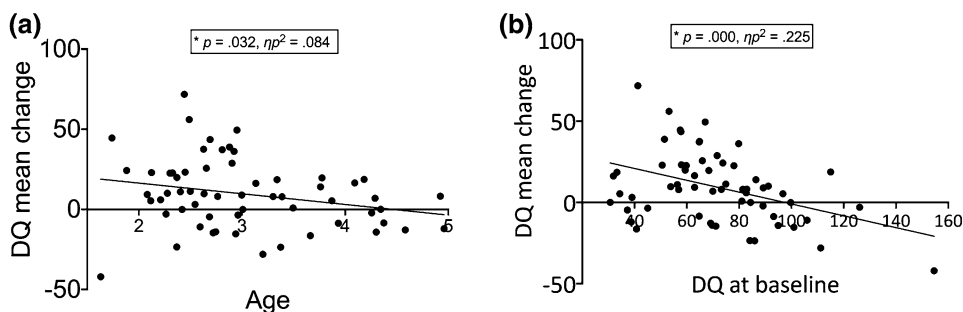 (a)
* p = .032, ηp² = .084
100
50
0
-50
DQ mean change
2
3
4
5
Age
(b)
* p = .000, ηp² = .225
100
50
0
-50
DQ mean change
40
60
80
100
120
140
160
DQ at baseline